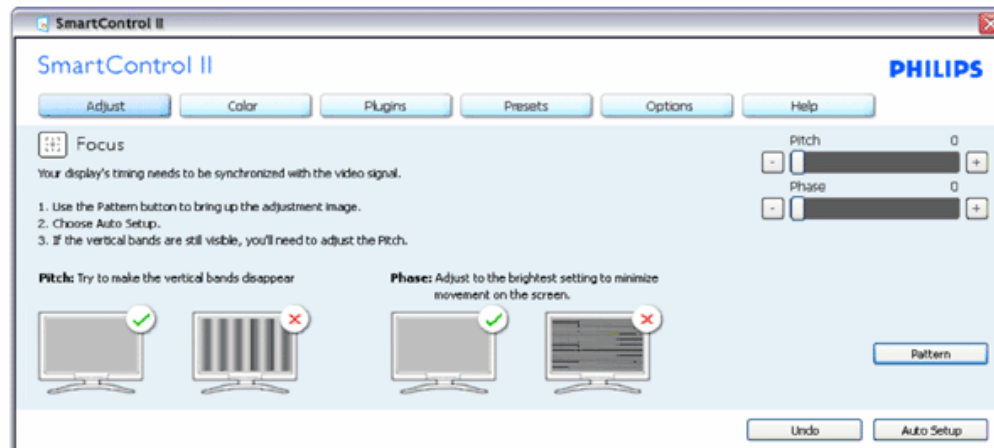 SmartControl II
SmartControl II
PHILIPS
Adjust Color Plugins Presets Options Help
Focus
Pitch 0
- +
Phase 0
- +
Your display's timing needs to be synchronized with the video signal.
1. Use the Pattern button to bring up the adjustment image.
2. Choose Auto Setup.
3. If the vertical bands are still visible, you'll need to adjust the Pitch.
Pitch: Try to make the vertical bands disappear
Phase: Adjust to the brightest setting to minimize
movement on the screen.
Pattern
Undo Auto Setup